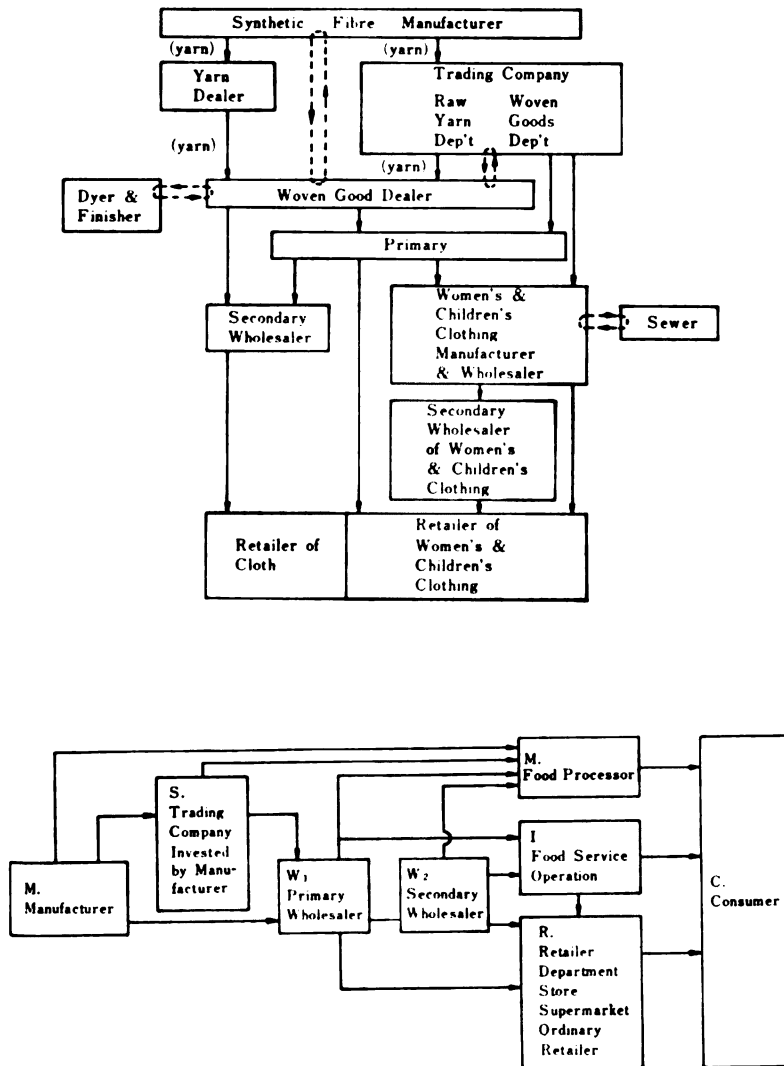 Synthetic Fibre Manufacturer
(yarn)
(yarn)
Yarn
Dealer
Trading Company
Raw
Yarn
Dep't
Woven
Goods
Dep't
(yarn)
(yarn)
Dyer &
Finisher
Woven Good Dealer
Primary
Secondary
Wholesaler
Women's &
Children's
Clothing
Manufacturer
& Wholesaler
Sewer
Secondary
Wholesaler
of Women's
& Children's
Clothing
Retailer of
Cloth
Retailer of
Women's &
Children's
Clothing
M.
Manufacturer
S.
Trading
Company
Invested
by Manu-
facturer
W1
Primary
Wholesaler
W2
Secondary
Wholesaler
M.
Food Processor
I
Food Service
Operation
R.
Retailer
Department
Store
Supermarket
Ordinary
Retailer
C.
Consumer